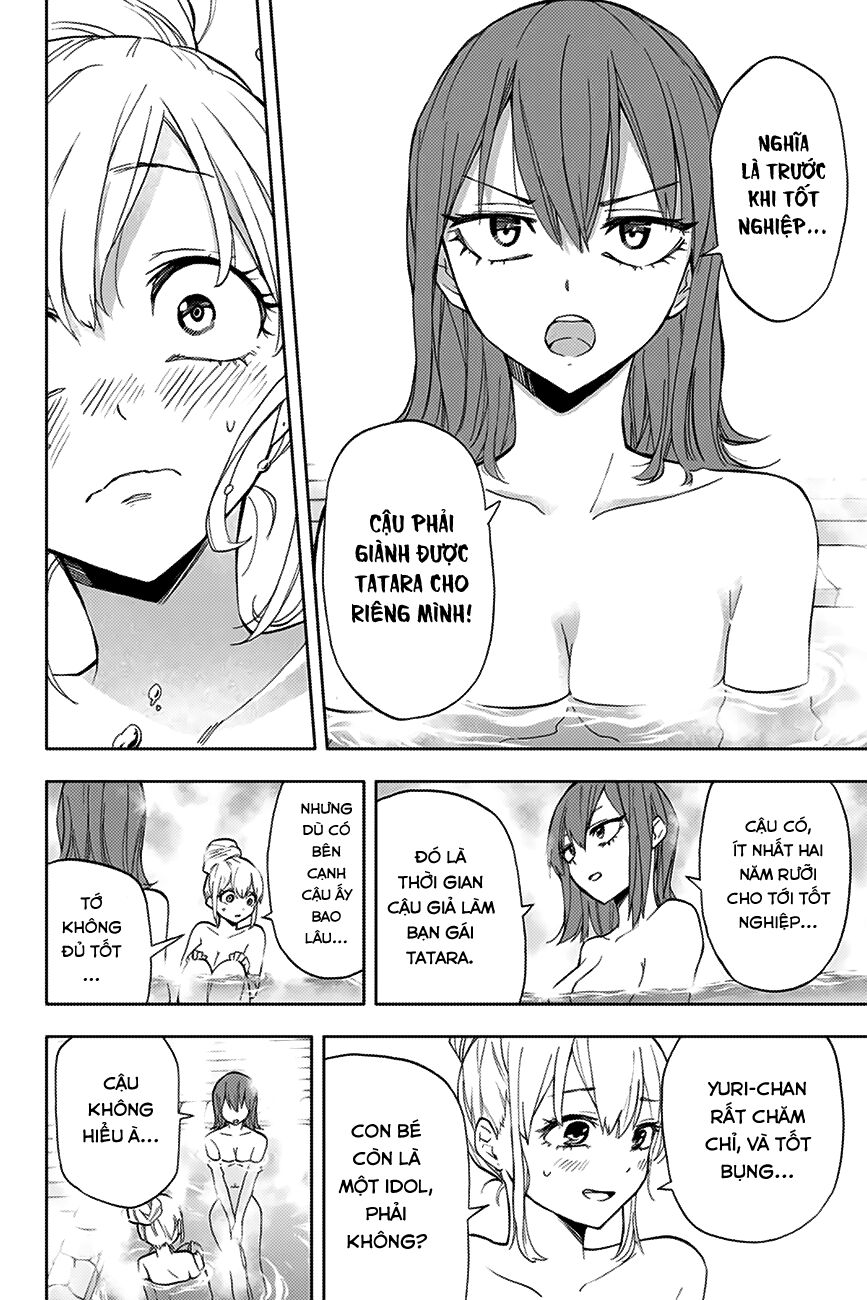 NGHĨA
LÀ TRƯỚC
KHI TỐT
NGHIỆP...
CẬU PHẢI
GIÀNH ĐƯỢC
TATARA CHO
RIÊNG MÌNH!
CẬU CÓ,
ÍT NHẤT HAI
NĂM RƯỠI
CHO TỚI TỐT
NGHIỆP...
ĐÓ LÀ
THỜI GIAN
CẬU GIẢ LÀM
BẠN GÁI
TATARA.
NHƯNG
DÙ CÓ
BÊN
CẠNH
CẬU ẤY
BAO
LÂU...
TỚ
KHÔNG
ĐỦ TỐT
...
YURI-CHAN
RẤT CHĂM
CHỈ, VÀ TỐT
BỤNG...
CON BÉ
CÒN LÀ
MỘT IDOL,
PHẢI
KHÔNG?
CẬU
KHÔNG
HIỂU À...